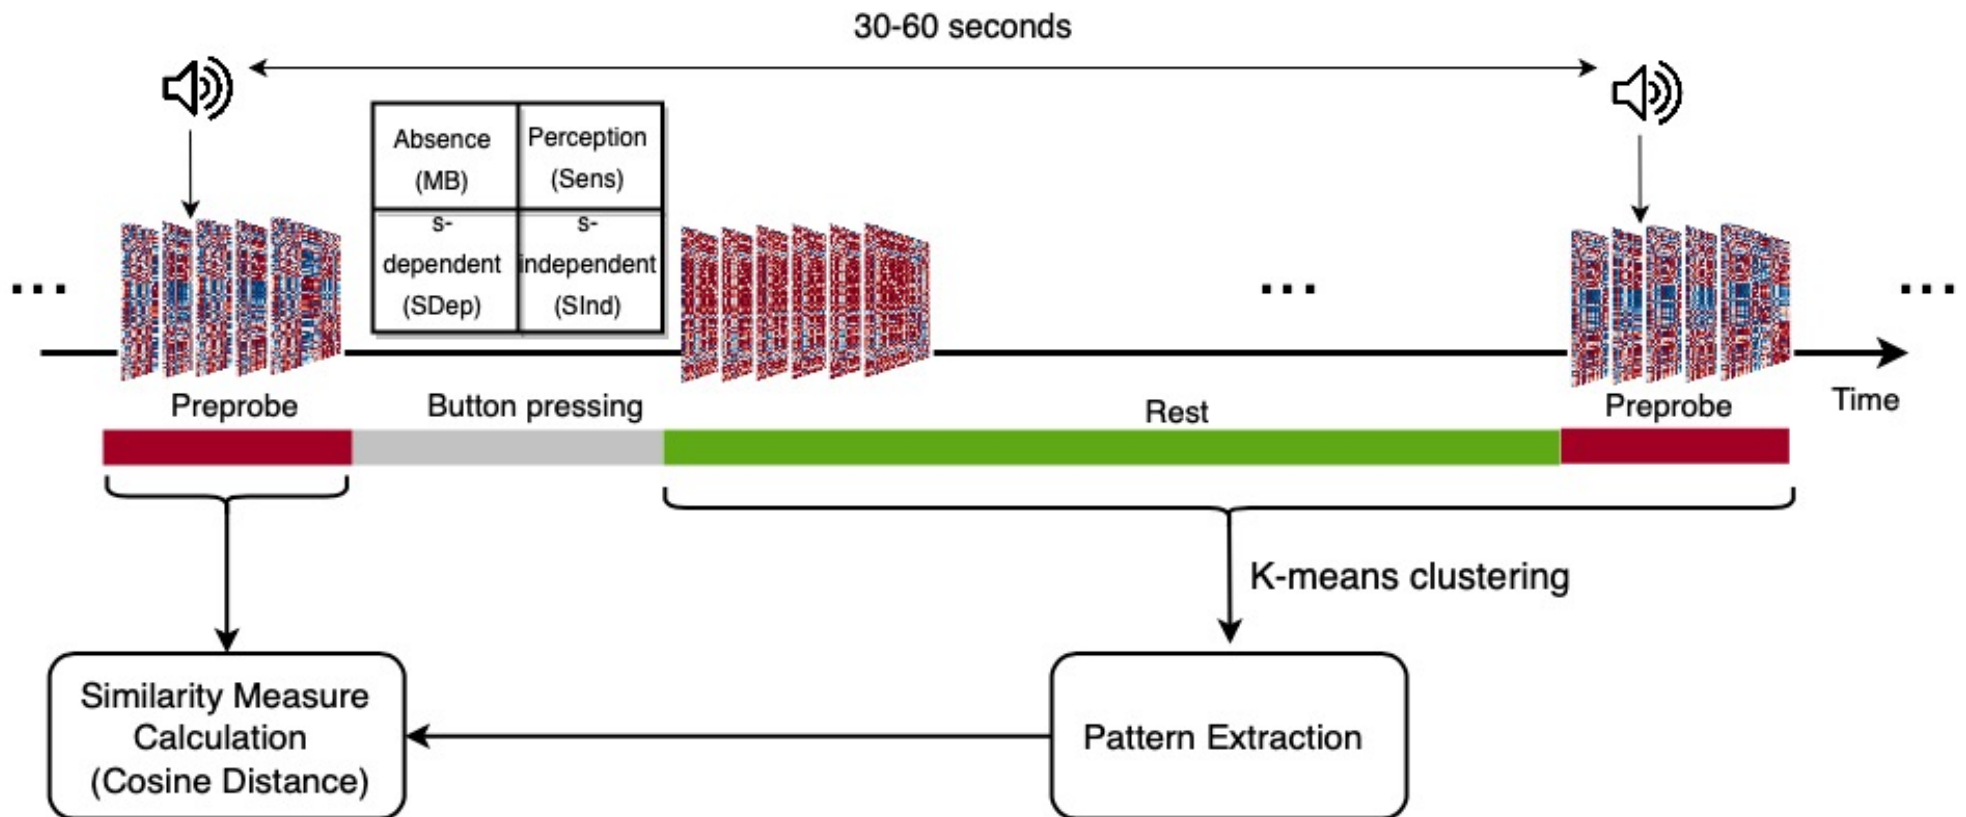 30-60 seconds
Absence
(MB)
Perception
(Sens)
s-
dependent
(SDep)
s-
independent
(SInd)
...
...
...
Preprobe
Button pressing
Rest
Preprobe
Time
K-means clustering
Similarity Measure
Calculation
(Cosine Distance)
Pattern Extraction